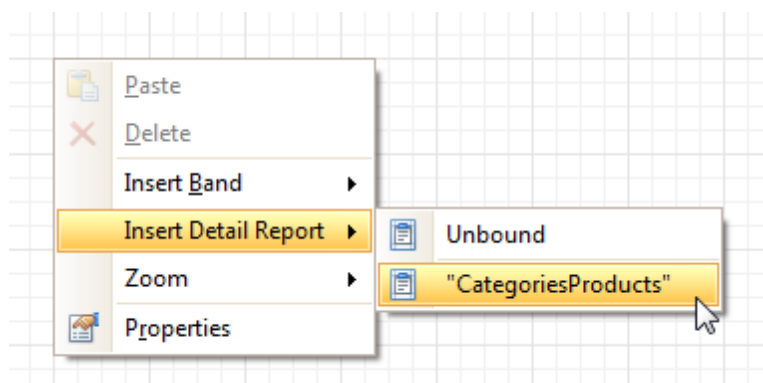 Paste
Delete
Insert Band
Insert Detail Report
Unbound
Zoom
"CategoriesProducts"
Properties